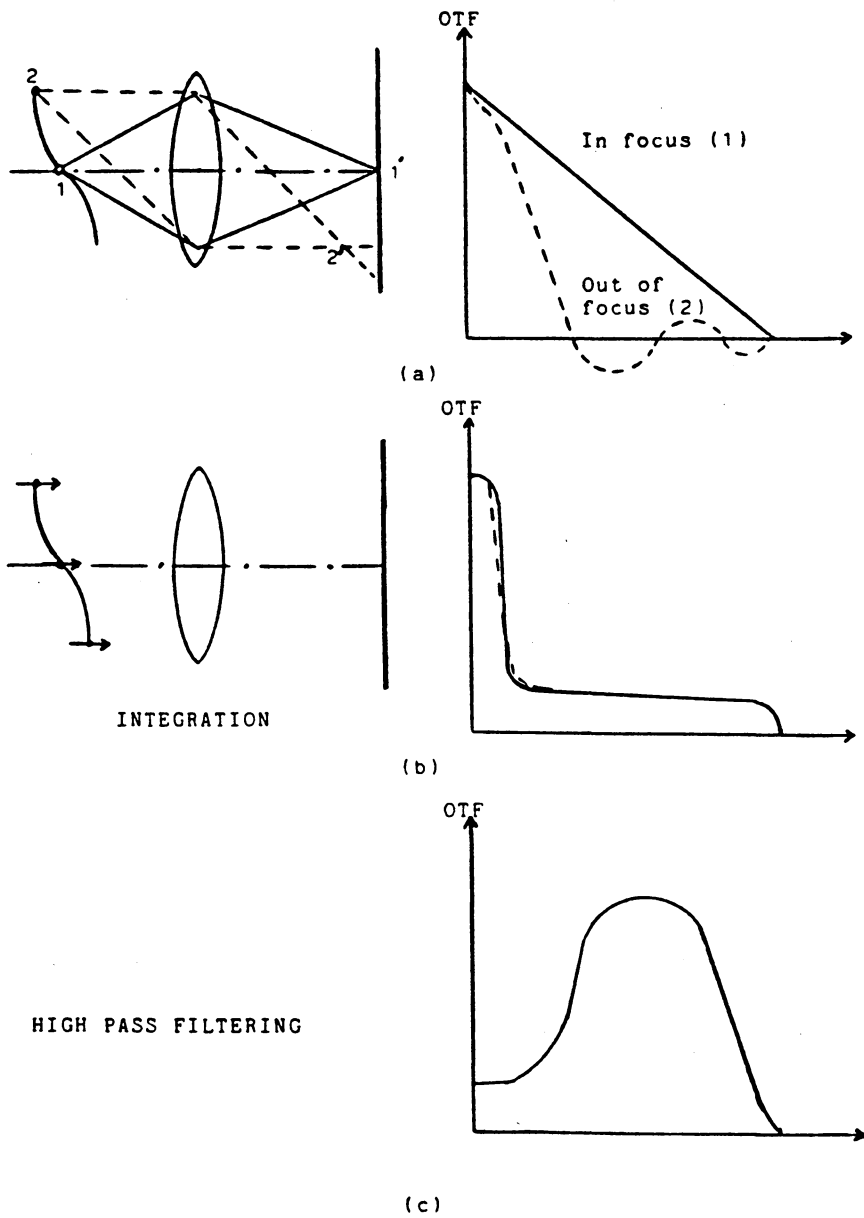 OTF
2
1
1'
2'
In focus (1)
Out of
focus (2)
(a)
OTF
INTEGRATION
(b)
OTF
HIGH PASS FILTERING
(c)